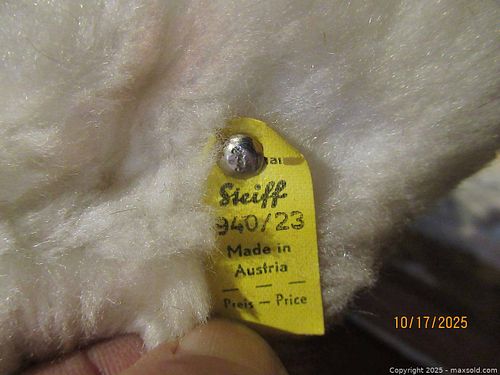 Steiff
940/23
Made in
Austria
Preis — Price
10/17/2025
Copyright 2025 - maxsold.com